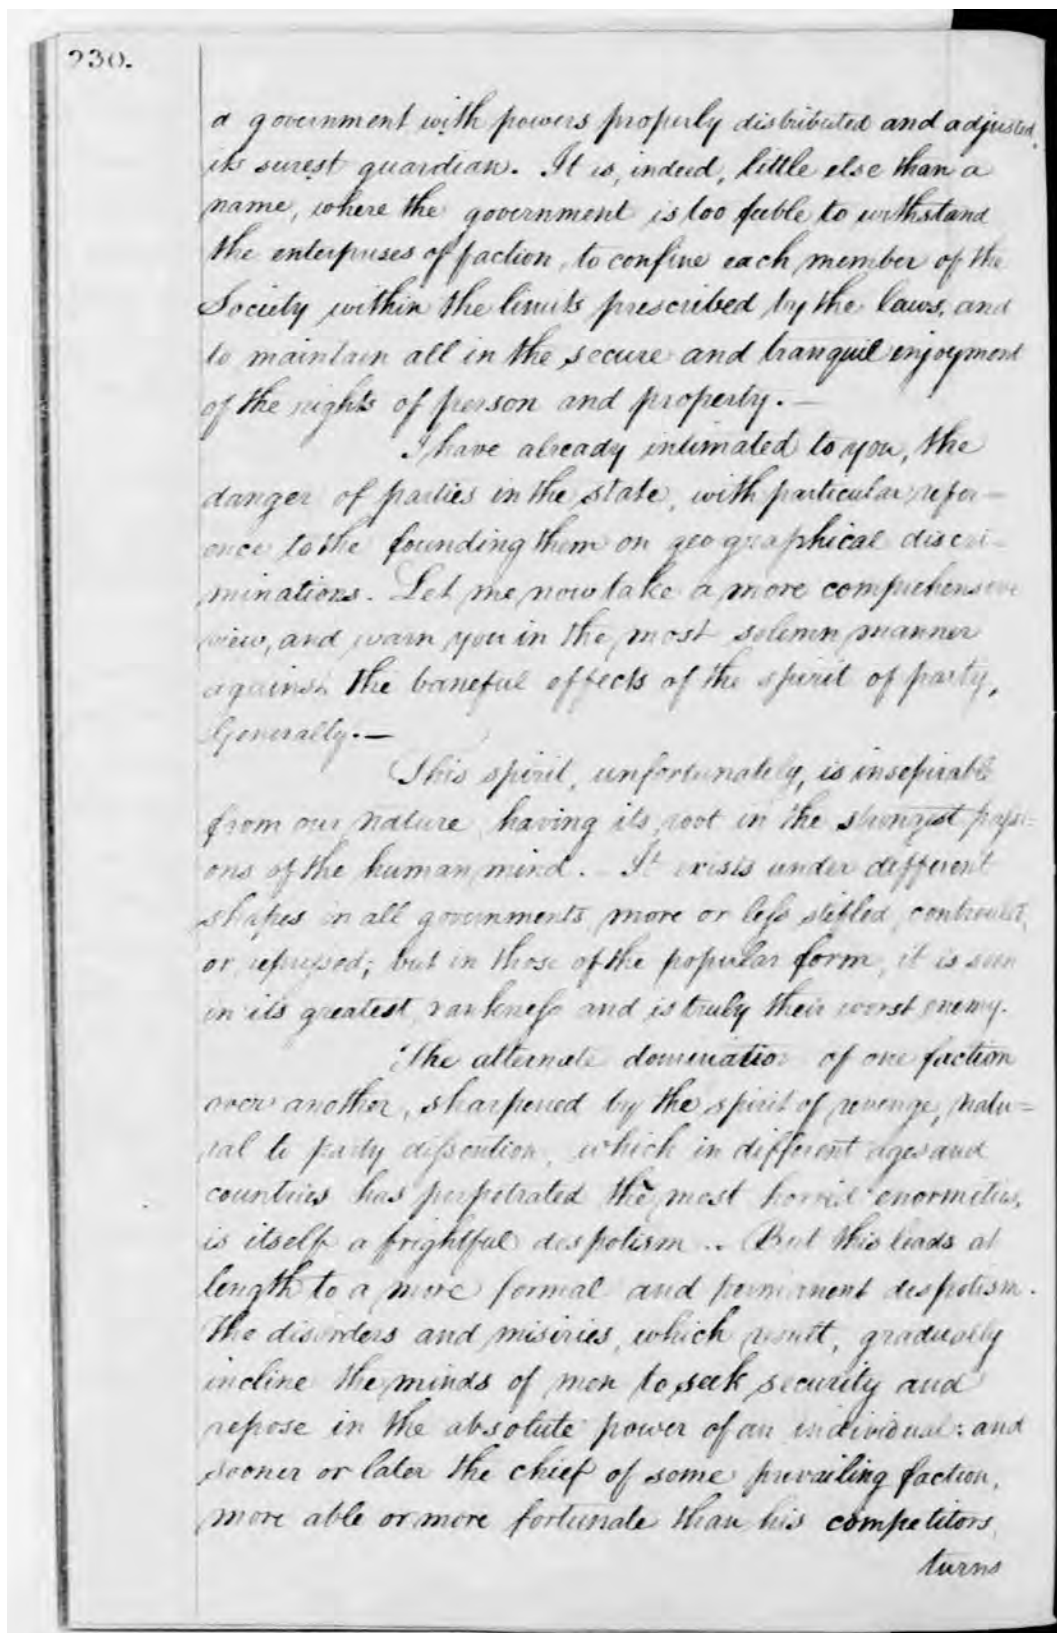 230.
a government with powers properly distributed and adjusted,
its surest guardian. It is, indeed, little else than a
name, where the government is too feeble to withstand
the enterprises of faction, to confine each member of the
Society within the limits prescribed by the laws, and
to maintain all in the secure and tranquil enjoyment
of the rights of person and property. —
I have already intimated to you, the
danger of parties in the state, with particular refer-
ence to the founding them on geographical discri-
minations. Let me now take a more comprehensive
view, and warn you in the most solemn manner
against the baneful effects of the spirit of party,
Generally. —
This spirit, unfortunately, is inseperable
from our nature, having its root in the strongest passi=
ons of the human mind. - It exists under different
shapes in all governments, more or less stifled, controuled,
or repressed; but in those of the popular form, it is seen
in its greatest rankness and is truly their worst enemy.
The alternate domination of one faction
over another, sharpened by the spirit of revenge, natu=
ral to party dissention, which in different ages and
countries has perpetrated the most horrid enormities,
is itself a frightful despotism .. But this leads at
length to a more formal and permanent despotism.
The disorders and miseries, which result, gradually
incline the minds of men to seek security and
repose in the absolute power of an individual: and
sooner or later the chief of some prevailing faction,
more able or more fortunate than his competitors,
turns